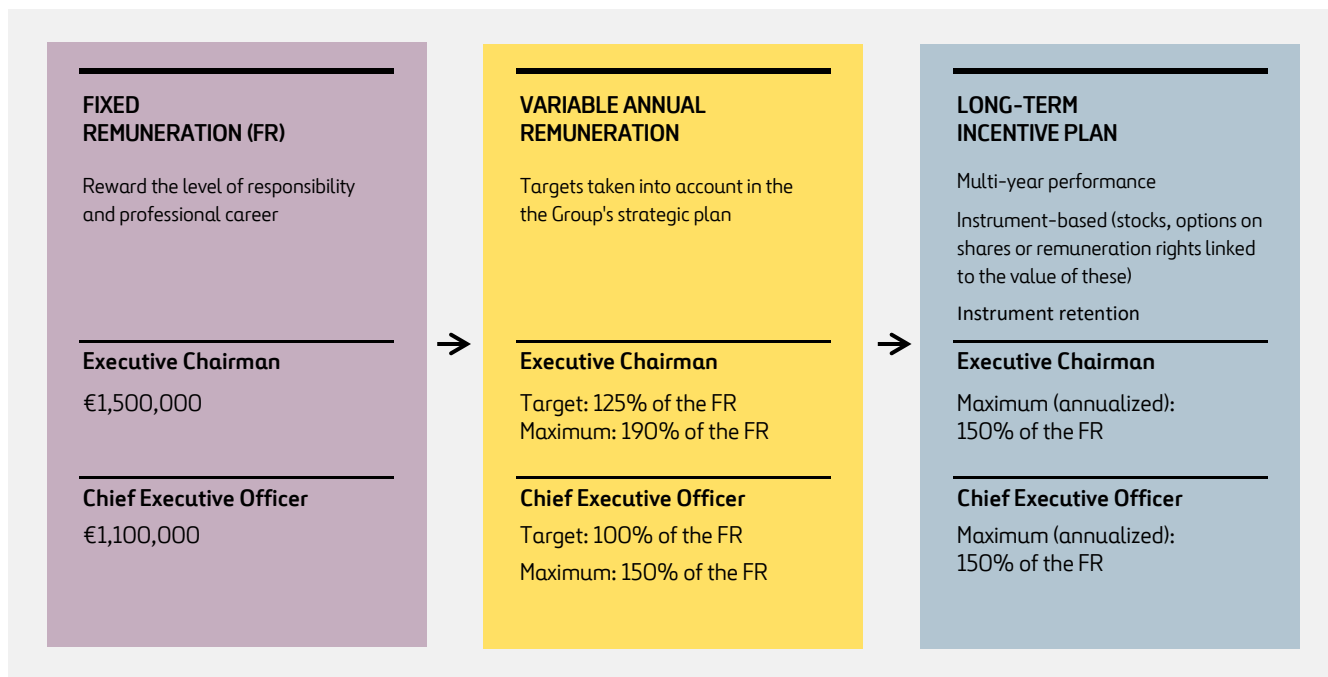 FIXED
REMUNERATION (FR)
Reward the level of responsibility
and professional career
Executive Chairman
€1,500,000
Chief Executive Officer
€1,100,000
VARIABLE ANNUAL
REMUNERATION
Targets taken into account in the
the Group's strategic plan
Executive Chairman
Target: 125% of the FR
Maximum: 190% of the FR
Chief Executive Officer
Target: 100% of the FR
Maximum: 150% of the FR
LONG-TERM
INCENTIVE PLAN
Multi-year performance
Instrument-based (stocks, options on
shares or remuneration rights linked
to the value of these)
Instrument retention
Executive Chairman
Maximum (annualized):
150% of the FR
Chief Executive Officer
Maximum (annualized):
150% of the FR